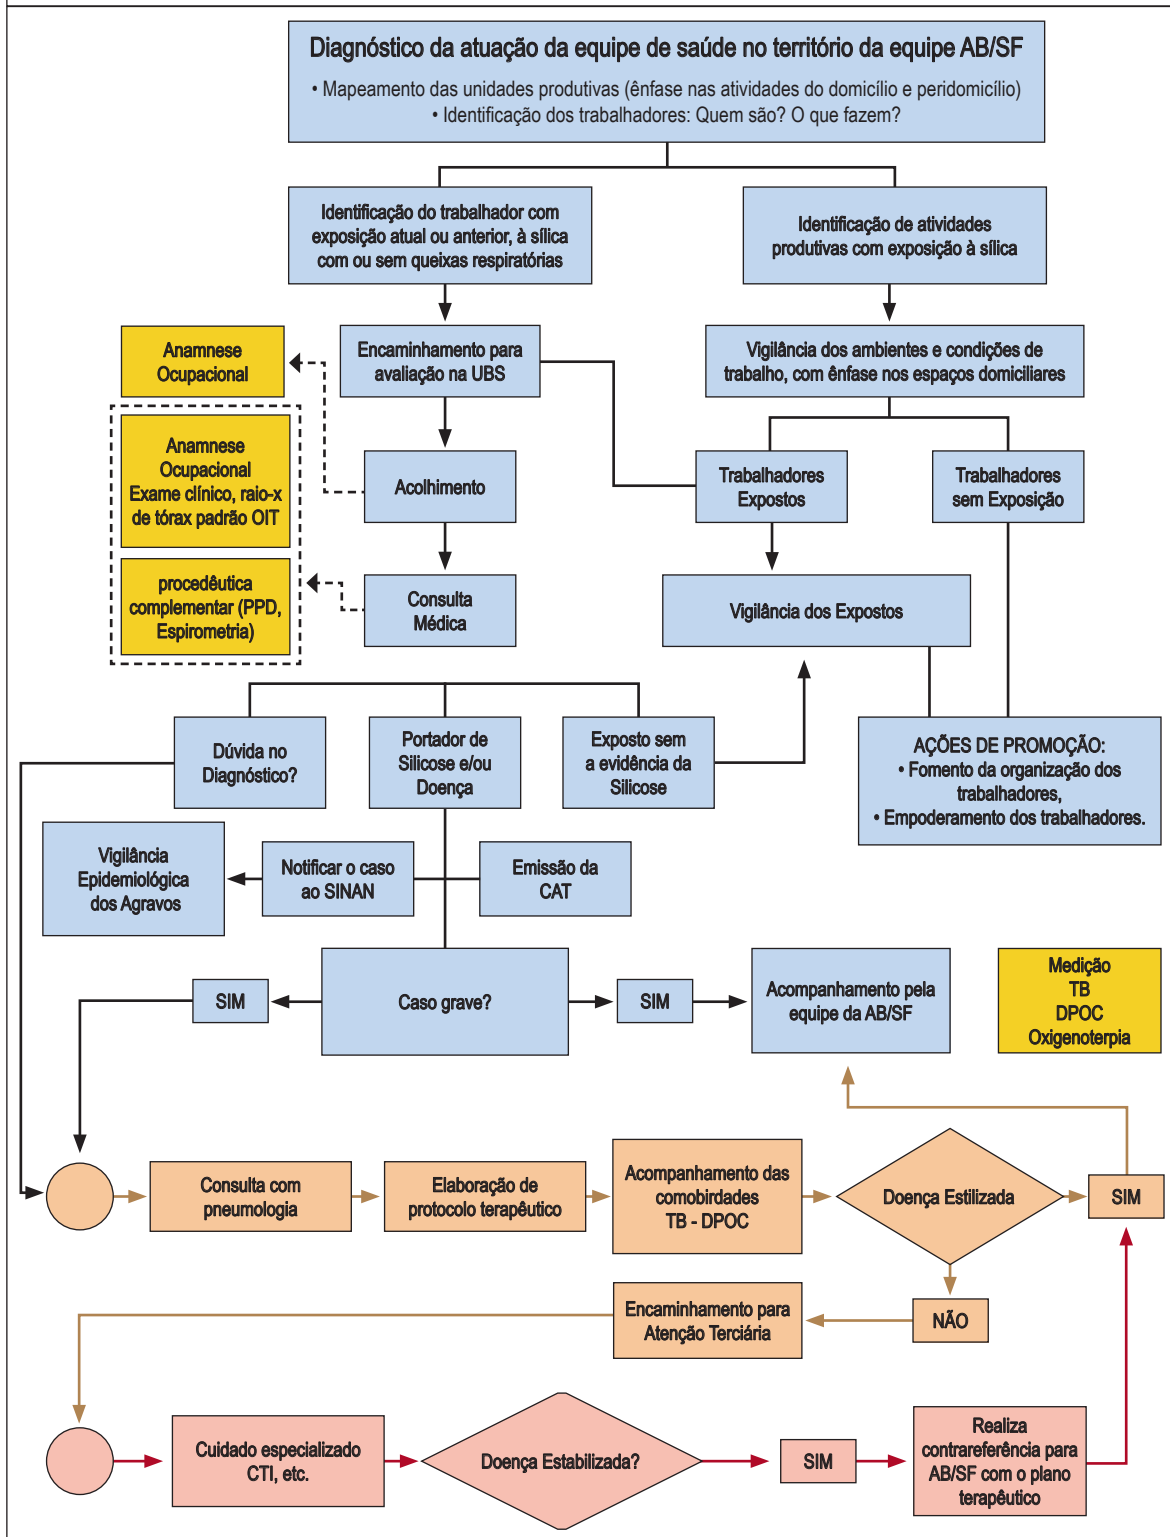 Diagnóstico da atuação da equipe de saúde no território da equipe AB/SF
• Mapeamento das unidades produtivas (ênfase nas atividades do domicílio e peridomicílio)
• Identificação dos trabalhadores: Quem são? O que fazem?
Identificação do trabalhador com
exposição atual ou anterior, à sílica
com ou sem queixas respiratórias
Identificação de atividades
produtivas com exposição à sílica
Anamnese
Ocupacional
Encaminhamento para
avaliação na UBS
Vigilância dos ambientes e condições de
trabalho, com ênfase nos espaços domiciliares
Anamnese
Ocupacional
Exame clínico, raio-x
de tórax padrão OIT
Acolhimento
Trabalhadores
Expostos
Trabalhadores
sem Exposição
procedêutica
complementar (PPD,
Espirometria)
Consulta
Médica
Vigilância dos Expostos
Dúvida no
Diagnóstico?
Portador de
Silicose e/ou
Doença
Exposto sem
a evidência da
Silicose
AÇÕES DE PROMOÇÃO:
• Fomento da organização dos
trabalhadores,
• Empoderamento dos trabalhadores.
Vigilância
Epidemiológica
dos Agravos
Notificar o caso
ao SINAN
Emissão da
CAT
SIM
Caso grave?
SIM
Acompanhamento pela
equipe da AB/SF
Medição
TB
DPOC
Oxigenoterpia
Consulta com
pneumologia
Elaboração de
protocolo terapêutico
Acompanhamento das
comobirdades
TB - DPOC
Doença Estilizada
SIM
Encaminhamento para
Atenção Terciária
NÃO
Cuidado especializado
CTI, etc.
Doença Estabilizada?
SIM
Realiza
contrareferência para
AB/SF com o plano
terapêutico